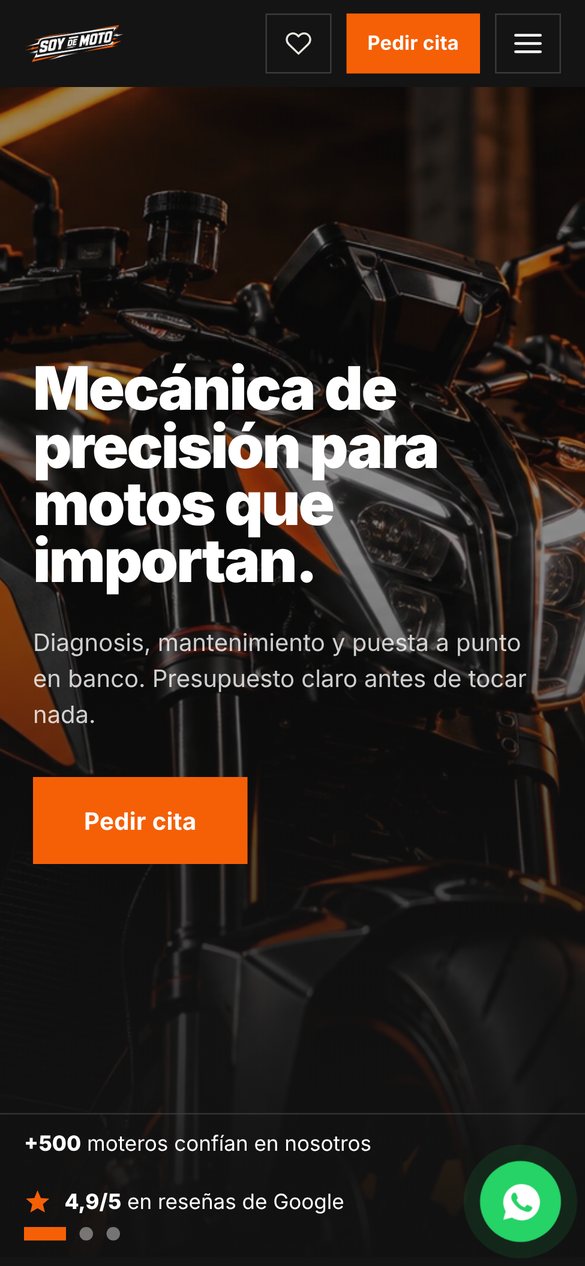 SOY DE MOTO
Pedir cita
Mecánica de
precisión para
motos que
importan.
Diagnosis, mantenimiento y puesta a punto
en banco. Presupuesto claro antes de tocar
nada.
Pedir cita
+500 moteros confían en nosotros
4,9/5 en reseñas de Google